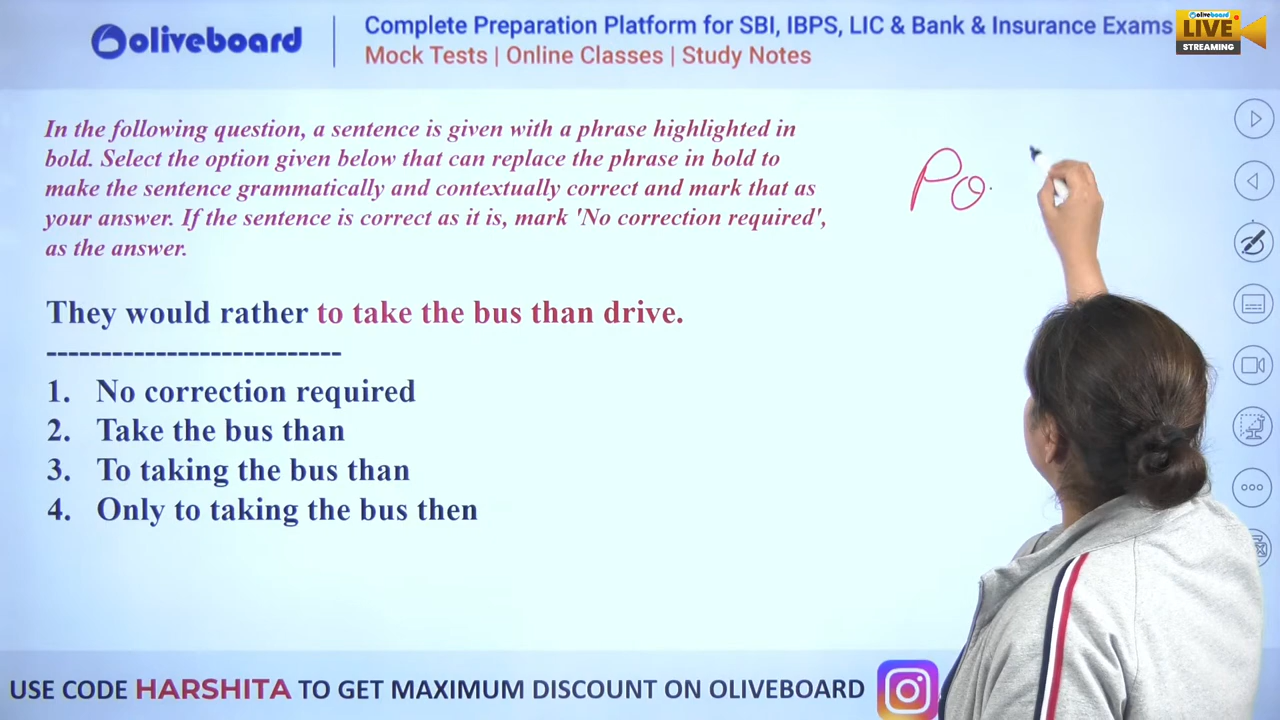 oliveboard
Complete Preparation Platform for SBI, IBPS, LIC & Bank & Insurance Exams
Mock Tests | Online Classes | Study Notes
oliveboard
LIVE
STREAMING
In the following question, a sentence is given with a phrase highlighted in
bold. Select the option given below that can replace the phrase in bold to
make the sentence grammatically and contextually correct and mark that as
your answer. If the sentence is correct as it is, mark 'No correction required',
as the answer.
Po.
They would rather to take the bus than drive.
---------------------------
1. No correction required
2. Take the bus than
3. To taking the bus than
4. Only to taking the bus then
USE CODE HARSHITA TO GET MAXIMUM DISCOUNT ON OLIVEBOARD